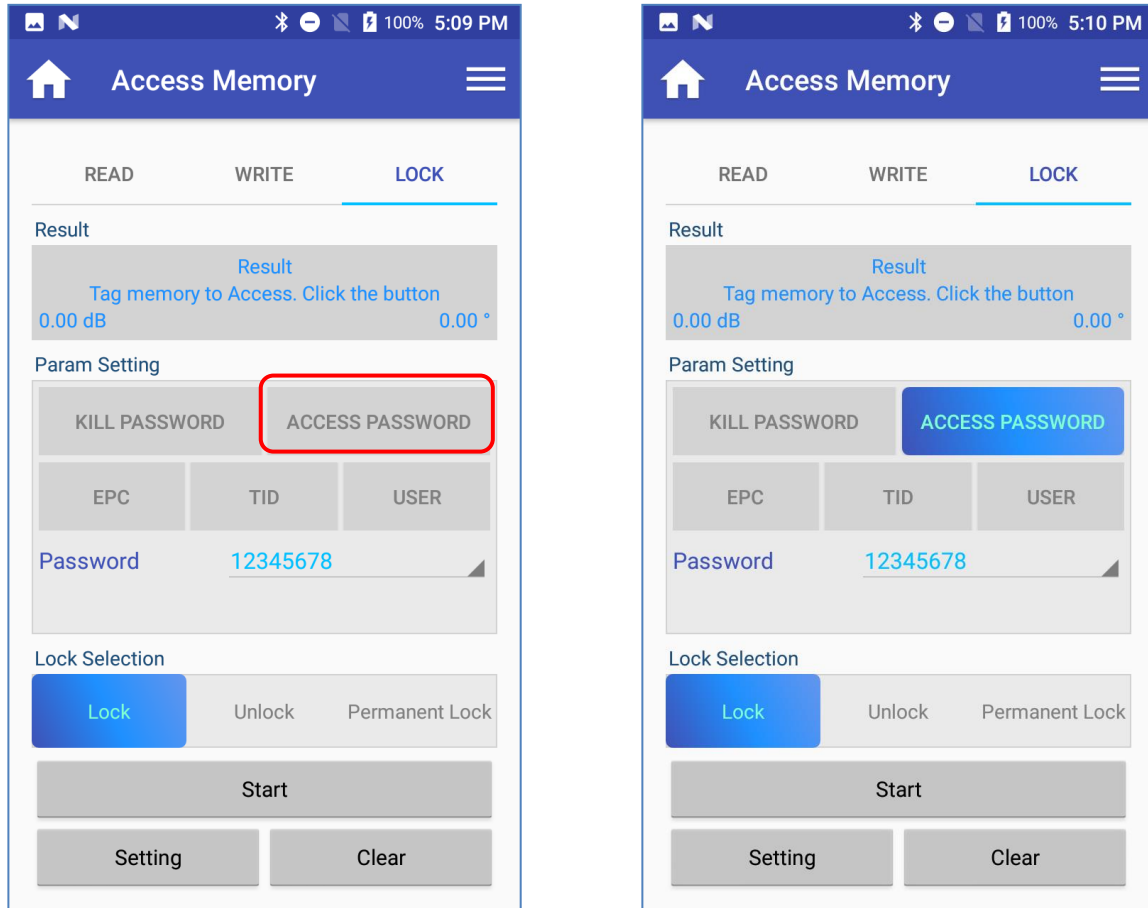 100% 5:09 PM
Access Memory
READ WRITE LOCK
Result
Result
Tag memory to Access. Click the button
0.00 dB 0.00 °
Param Setting
KILL PASSWORD ACCESS PASSWORD
EPC TID USER
Password 12345678
Lock Selection
Lock Unlock Permanent Lock
Start
Setting Clear
100% 5:10 PM
Access Memory
READ WRITE LOCK
Result
Result
Tag memory to Access. Click the button
0.00 dB 0.00 °
Param Setting
KILL PASSWORD ACCESS PASSWORD
EPC TID USER
Password 12345678
Lock Selection
Lock Unlock Permanent Lock
Start
Setting Clear